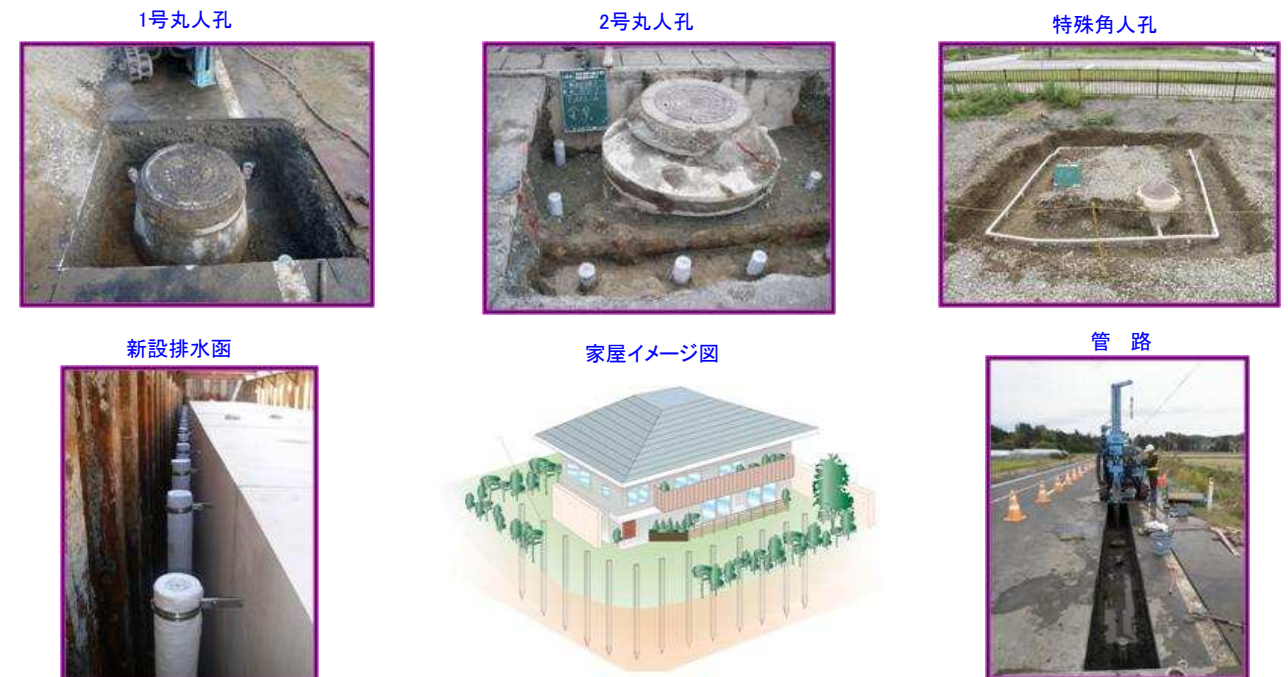 1号丸人孔
2号丸人孔
特殊角人孔
新設排水函
家屋イメージ図
管 路